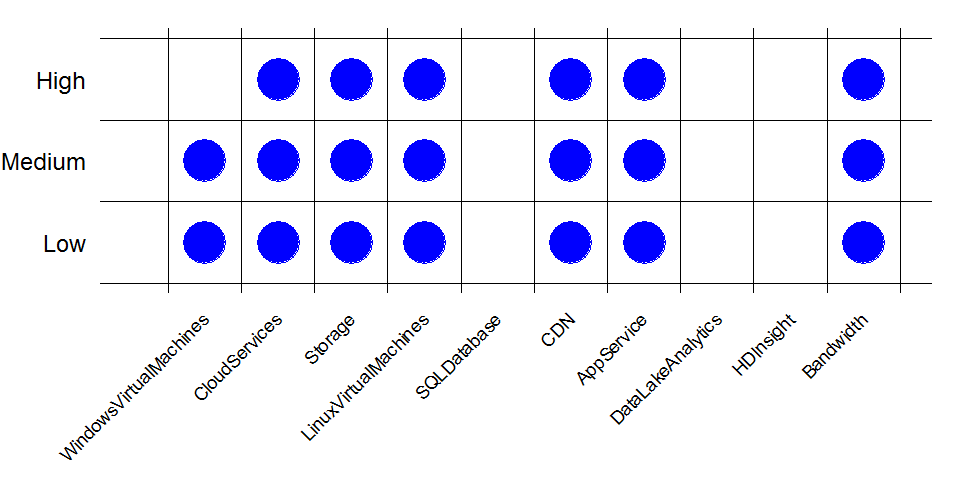 High
Medium
Low
WindowsVirtualMachines
CloudServices
Storage
LinuxVirtualMachines
SQLDatabase
CDN
AppService
DataLakeAnalytics
HDInsight
Bandwidth